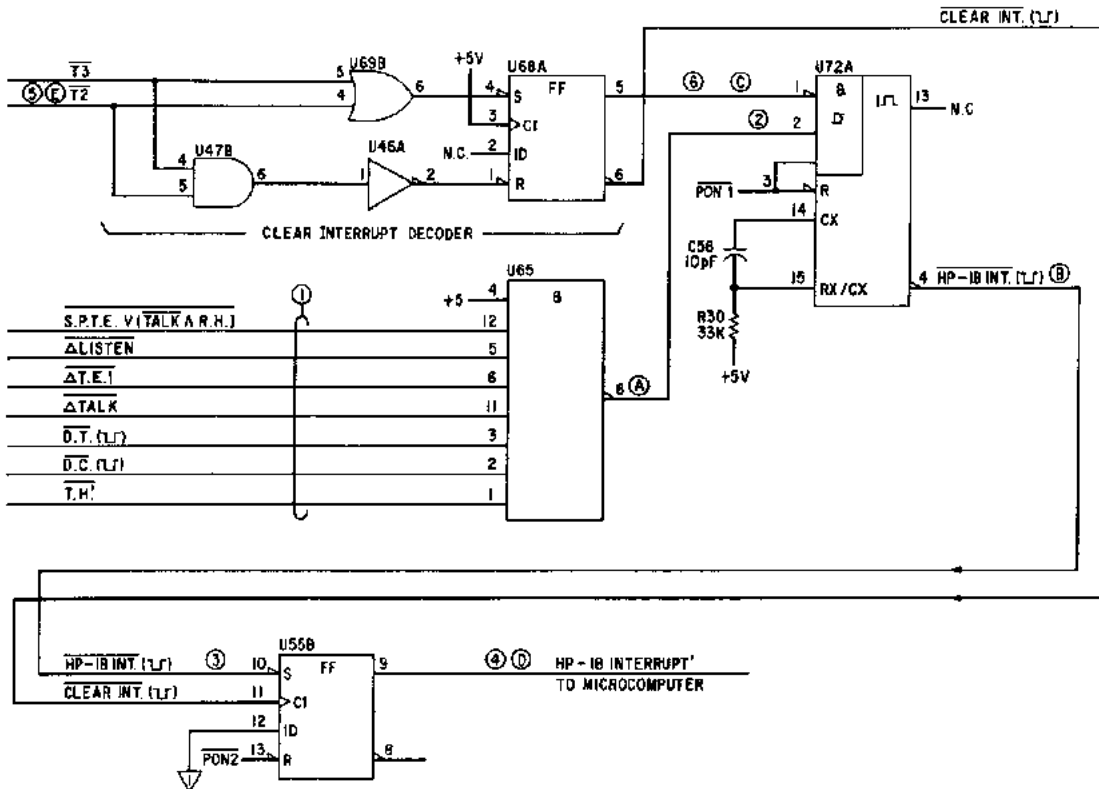 CLEAR INT. (⊔)
T3
5 E T2
U69B
5
4
6
+5V
U68A
FF
4 S
3 C1
N.C. 2 1D
1 R
5
6
6 C
2
U72A
1 &
2
13 N.C
PON 1 3 R
14 CX
15 RX/CX
4 HP-IB INT. (⊔) B
C56
10pF
R30
33K
+5V
U47B
4
5
6
U46A
1 2
CLEAR INTERRUPT DECODER
1
U65
&
+5 4
S.P.T.E. V (TALK Λ R.H.) 12
ΔLISTEN 5
ΔT.E.1 6
ΔTALK 11
D.T. (⊔) 3
D.C. (⊔) 2
T.H.' 1
8 A
U55B
FF
HP-IB INT. (⊔) 3 10 S
CLEAR INT. (⊔) 11 C1
12 1D
PON2 13 R
9
8
4 D HP-IB INTERRUPT'
TO MICROCOMPUTER